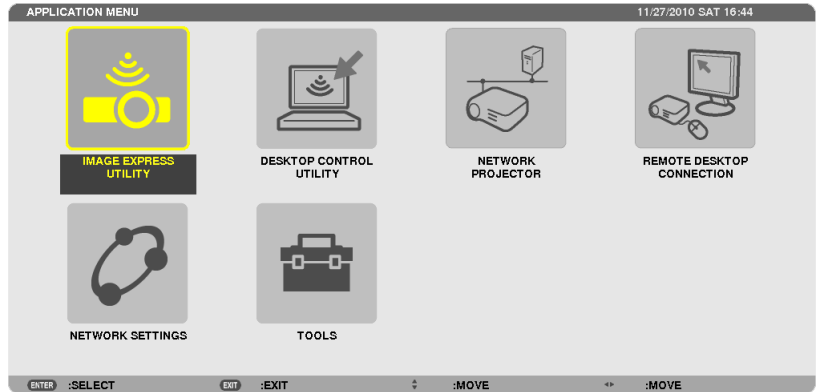 APPLICATION MENU 11/27/2010 SAT 16:44
IMAGE EXPRESS
UTILITY
DESKTOP CONTROL
UTILITY
NETWORK
PROJECTOR
REMOTE DESKTOP
CONNECTION
NETWORK SETTINGS
TOOLS
ENTER :SELECT EXIT :EXIT :MOVE :MOVE